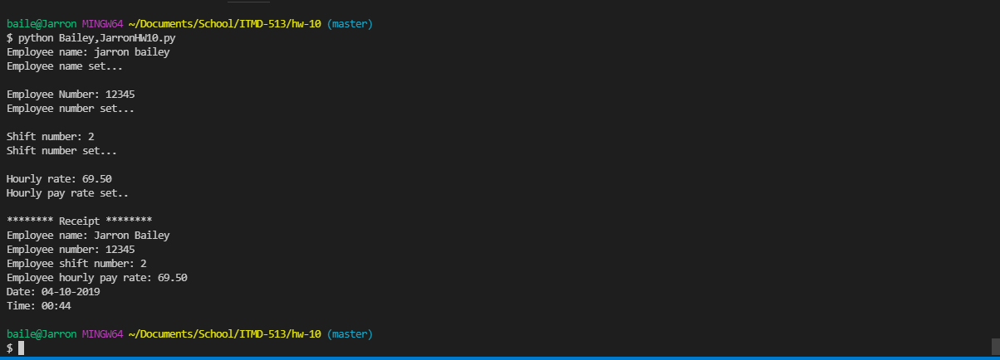 baile@Jarron MINGW64 ~/Documents/School/ITMD-513/hw-10 (master)
$ python Bailey,JarronHW10.py
Employee name: jarron bailey
Employee name set...
Employee Number: 12345
Employee number set...
Shift number: 2
Shift number set...
Hourly rate: 69.50
Hourly pay rate set..
******** Receipt ********
Employee name: Jarron Bailey
Employee number: 12345
Employee shift number: 2
Employee hourly pay rate: 69.50
Date: 04-10-2019
Time: 00:44
baile@Jarron MINGW64 ~/Documents/School/ITMD-513/hw-10 (master)
$